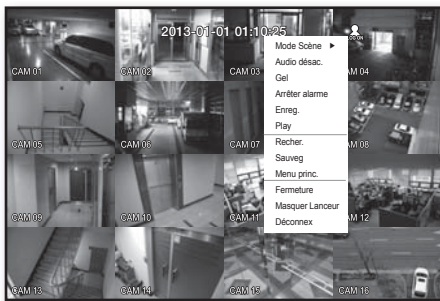 2013-01-01 01:10:25
CAM 01
CAM 02
CAM 03
CAM 04
CAM 05
CAM 06
CAM 07
CAM 08
CAM 09
CAM 10
CAM 11
CAM 12
CAM 13
CAM 14
CAM 15
CAM 16
Mode Scène
Audio désac.
Gel
Arrêter alarme
Enreg.
Play
Recher.
Sauveg
Menu princ.
Fermeture
Masquer Lanceur
Déconnex